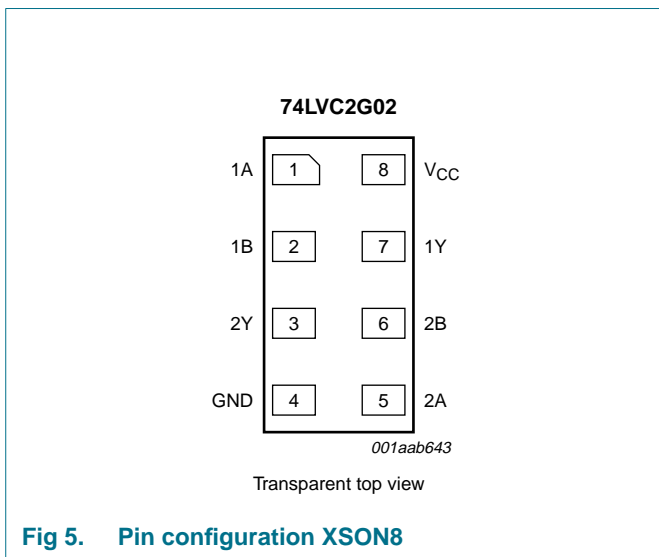 74LVC2G02
1A 1 8 VCC
1B 2 7 1Y
2Y 3 6 2B
GND 4 5 2A
001aab643
Transparent top view
Fig 5. Pin configuration XSON8